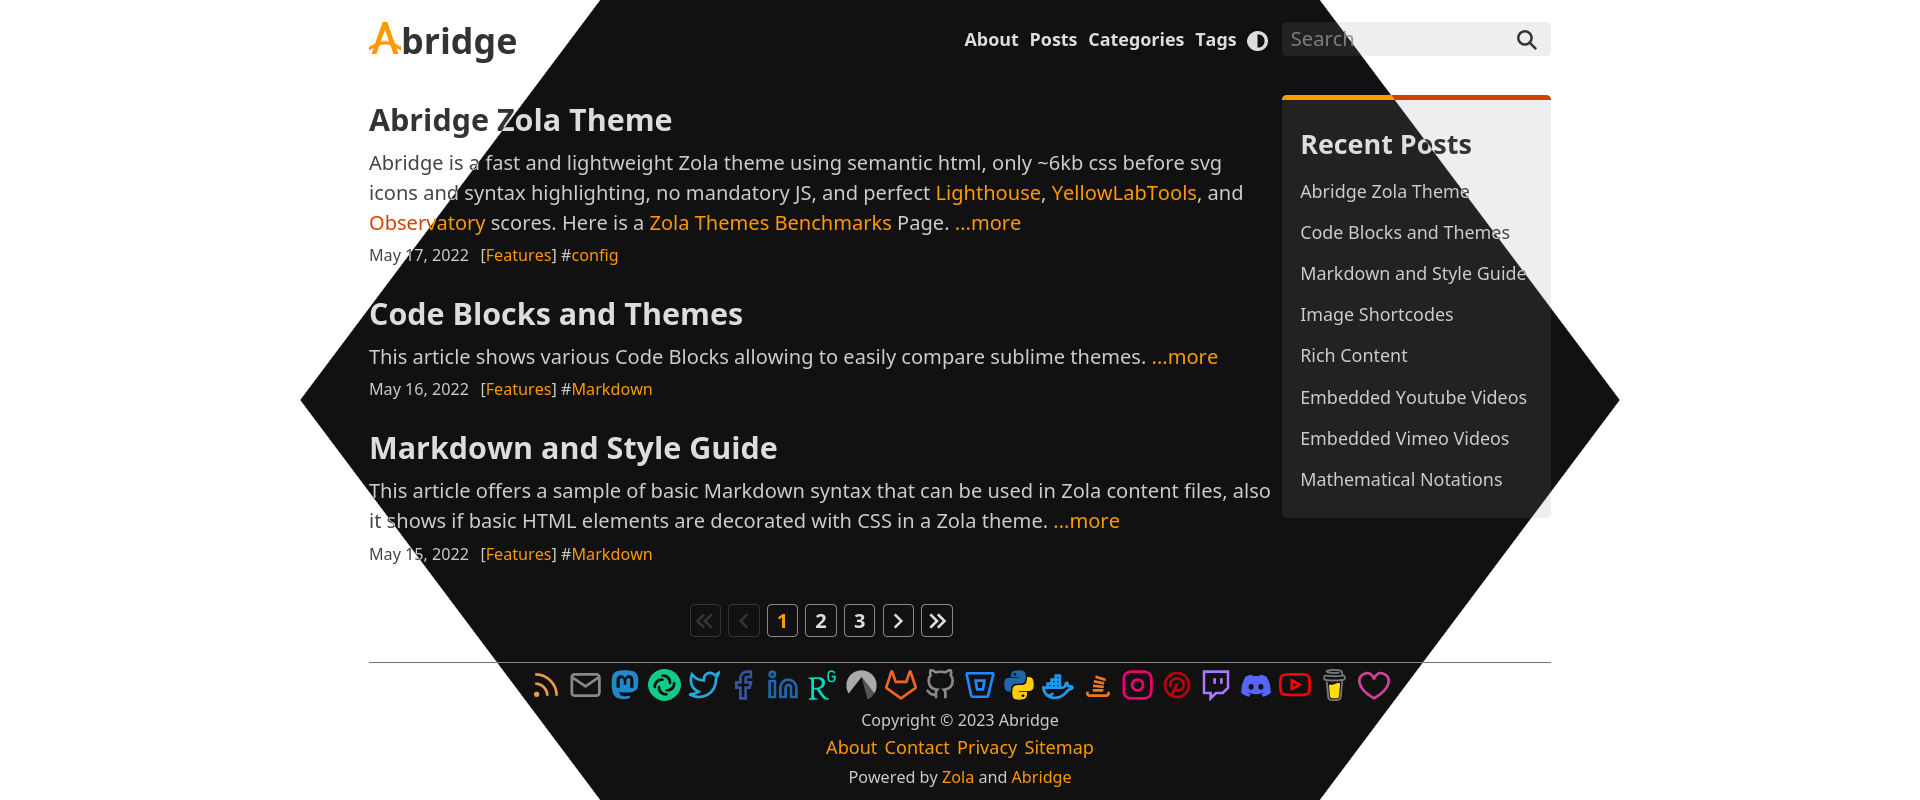 Abridge
About Posts Categories Tags
Search
Abridge Zola Theme
Abridge is a fast and lightweight Zola theme using semantic html, only ~6kb css before svg
icons and syntax highlighting, no mandatory JS, and perfect Lighthouse, YellowLabTools, and
Observatory scores. Here is a Zola Themes Benchmarks Page. ...more
May 17, 2022 [Features] #config
Code Blocks and Themes
This article shows various Code Blocks allowing to easily compare sublime themes. ...more
May 16, 2022 [Features] #Markdown
Markdown and Style Guide
This article offers a sample of basic Markdown syntax that can be used in Zola content files, also
it shows if basic HTML elements are decorated with CSS in a Zola theme. ...more
May 15, 2022 [Features] #Markdown
Recent Posts
Abridge Zola Theme
Code Blocks and Themes
Markdown and Style Guide
Image Shortcodes
Rich Content
Embedded Youtube Videos
Embedded Vimeo Videos
Mathematical Notations
« ‹ 1 2 3 › »
Copyright © 2023 Abridge
About Contact Privacy Sitemap
Powered by Zola and Abridge